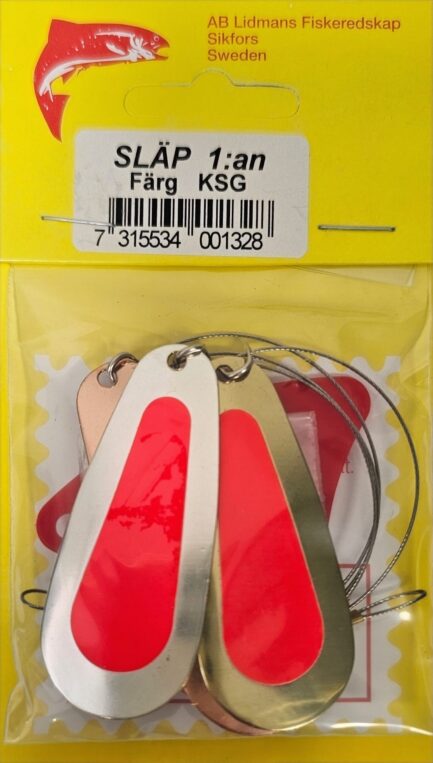 AB Lidmans Fiskeredskap
Sikfors
Sweden
SLÄP 1:an
Färg KSG
7 315534 001328
t.